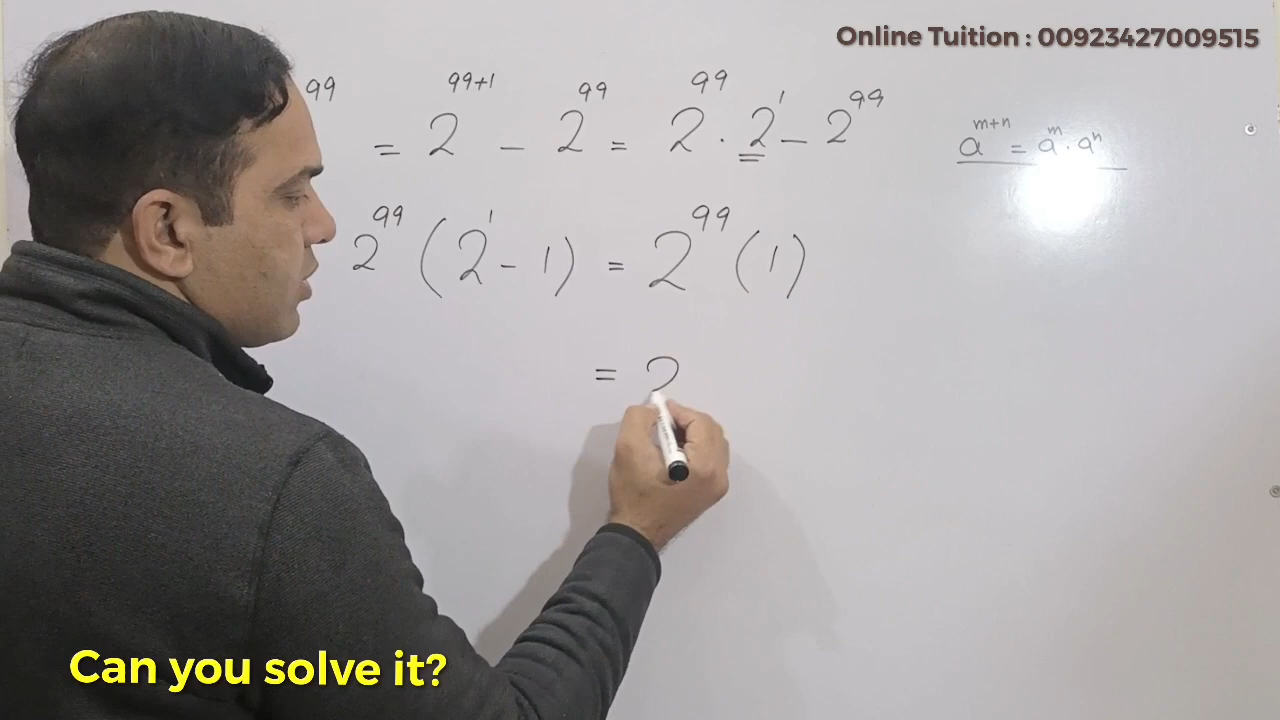 Online Tuition : 00923427009515
99 = 2^(99+1) - 2^99 = 2^99 · 2^1 - 2^99
a^(m+n) = a^m · a^n
2^99 (2^1 - 1) = 2^99 (1)
= 2
Can you solve it?